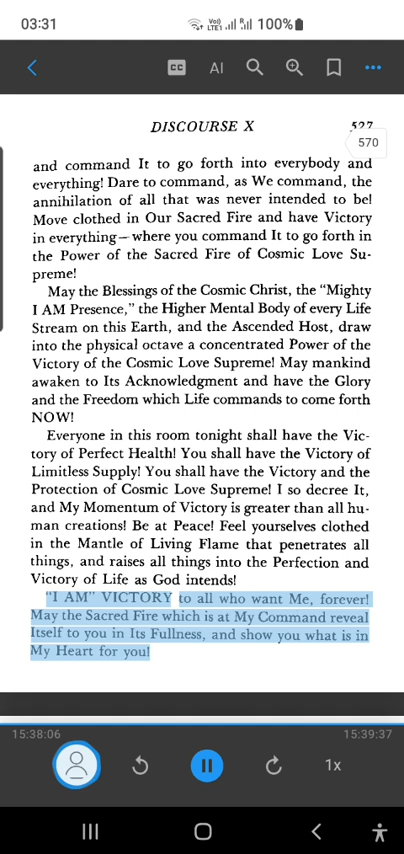 03:31
Vo) LTE1 R 100%
CC AI
DISCOURSE X 527
570
and command It to go forth into everybody and
everything! Dare to command, as We command, the
annihilation of all that was never intended to be!
Move clothed in Our Sacred Fire and have Victory
in everything—where you command It to go forth in
the Power of the Sacred Fire of Cosmic Love Su-
preme!
May the Blessings of the Cosmic Christ, the "Mighty
I AM Presence," the Higher Mental Body of every Life
Stream on this Earth, and the Ascended Host, draw
into the physical octave a concentrated Power of the
Victory of the Cosmic Love Supreme! May mankind
awaken to Its Acknowledgment and have the Glory
and the Freedom which Life commands to come forth
NOW!
Everyone in this room tonight shall have the Vic-
tory of Perfect Health! You shall have the Victory of
Limitless Supply! You shall have the Victory and the
Protection of Cosmic Love Supreme! I so decree It,
and My Momentum of Victory is greater than all hu-
man creations! Be at Peace! Feel yourselves clothed
in the Mantle of Living Flame that penetrates all
things, and raises all things into the Perfection and
Victory of Life as God intends!
"I AM" VICTORY to all who want Me, forever!
May the Sacred Fire which is at My Command reveal
Itself to you in Its Fullness, and show you what is in
My Heart for you!
15:38:06 15:39:37
1x